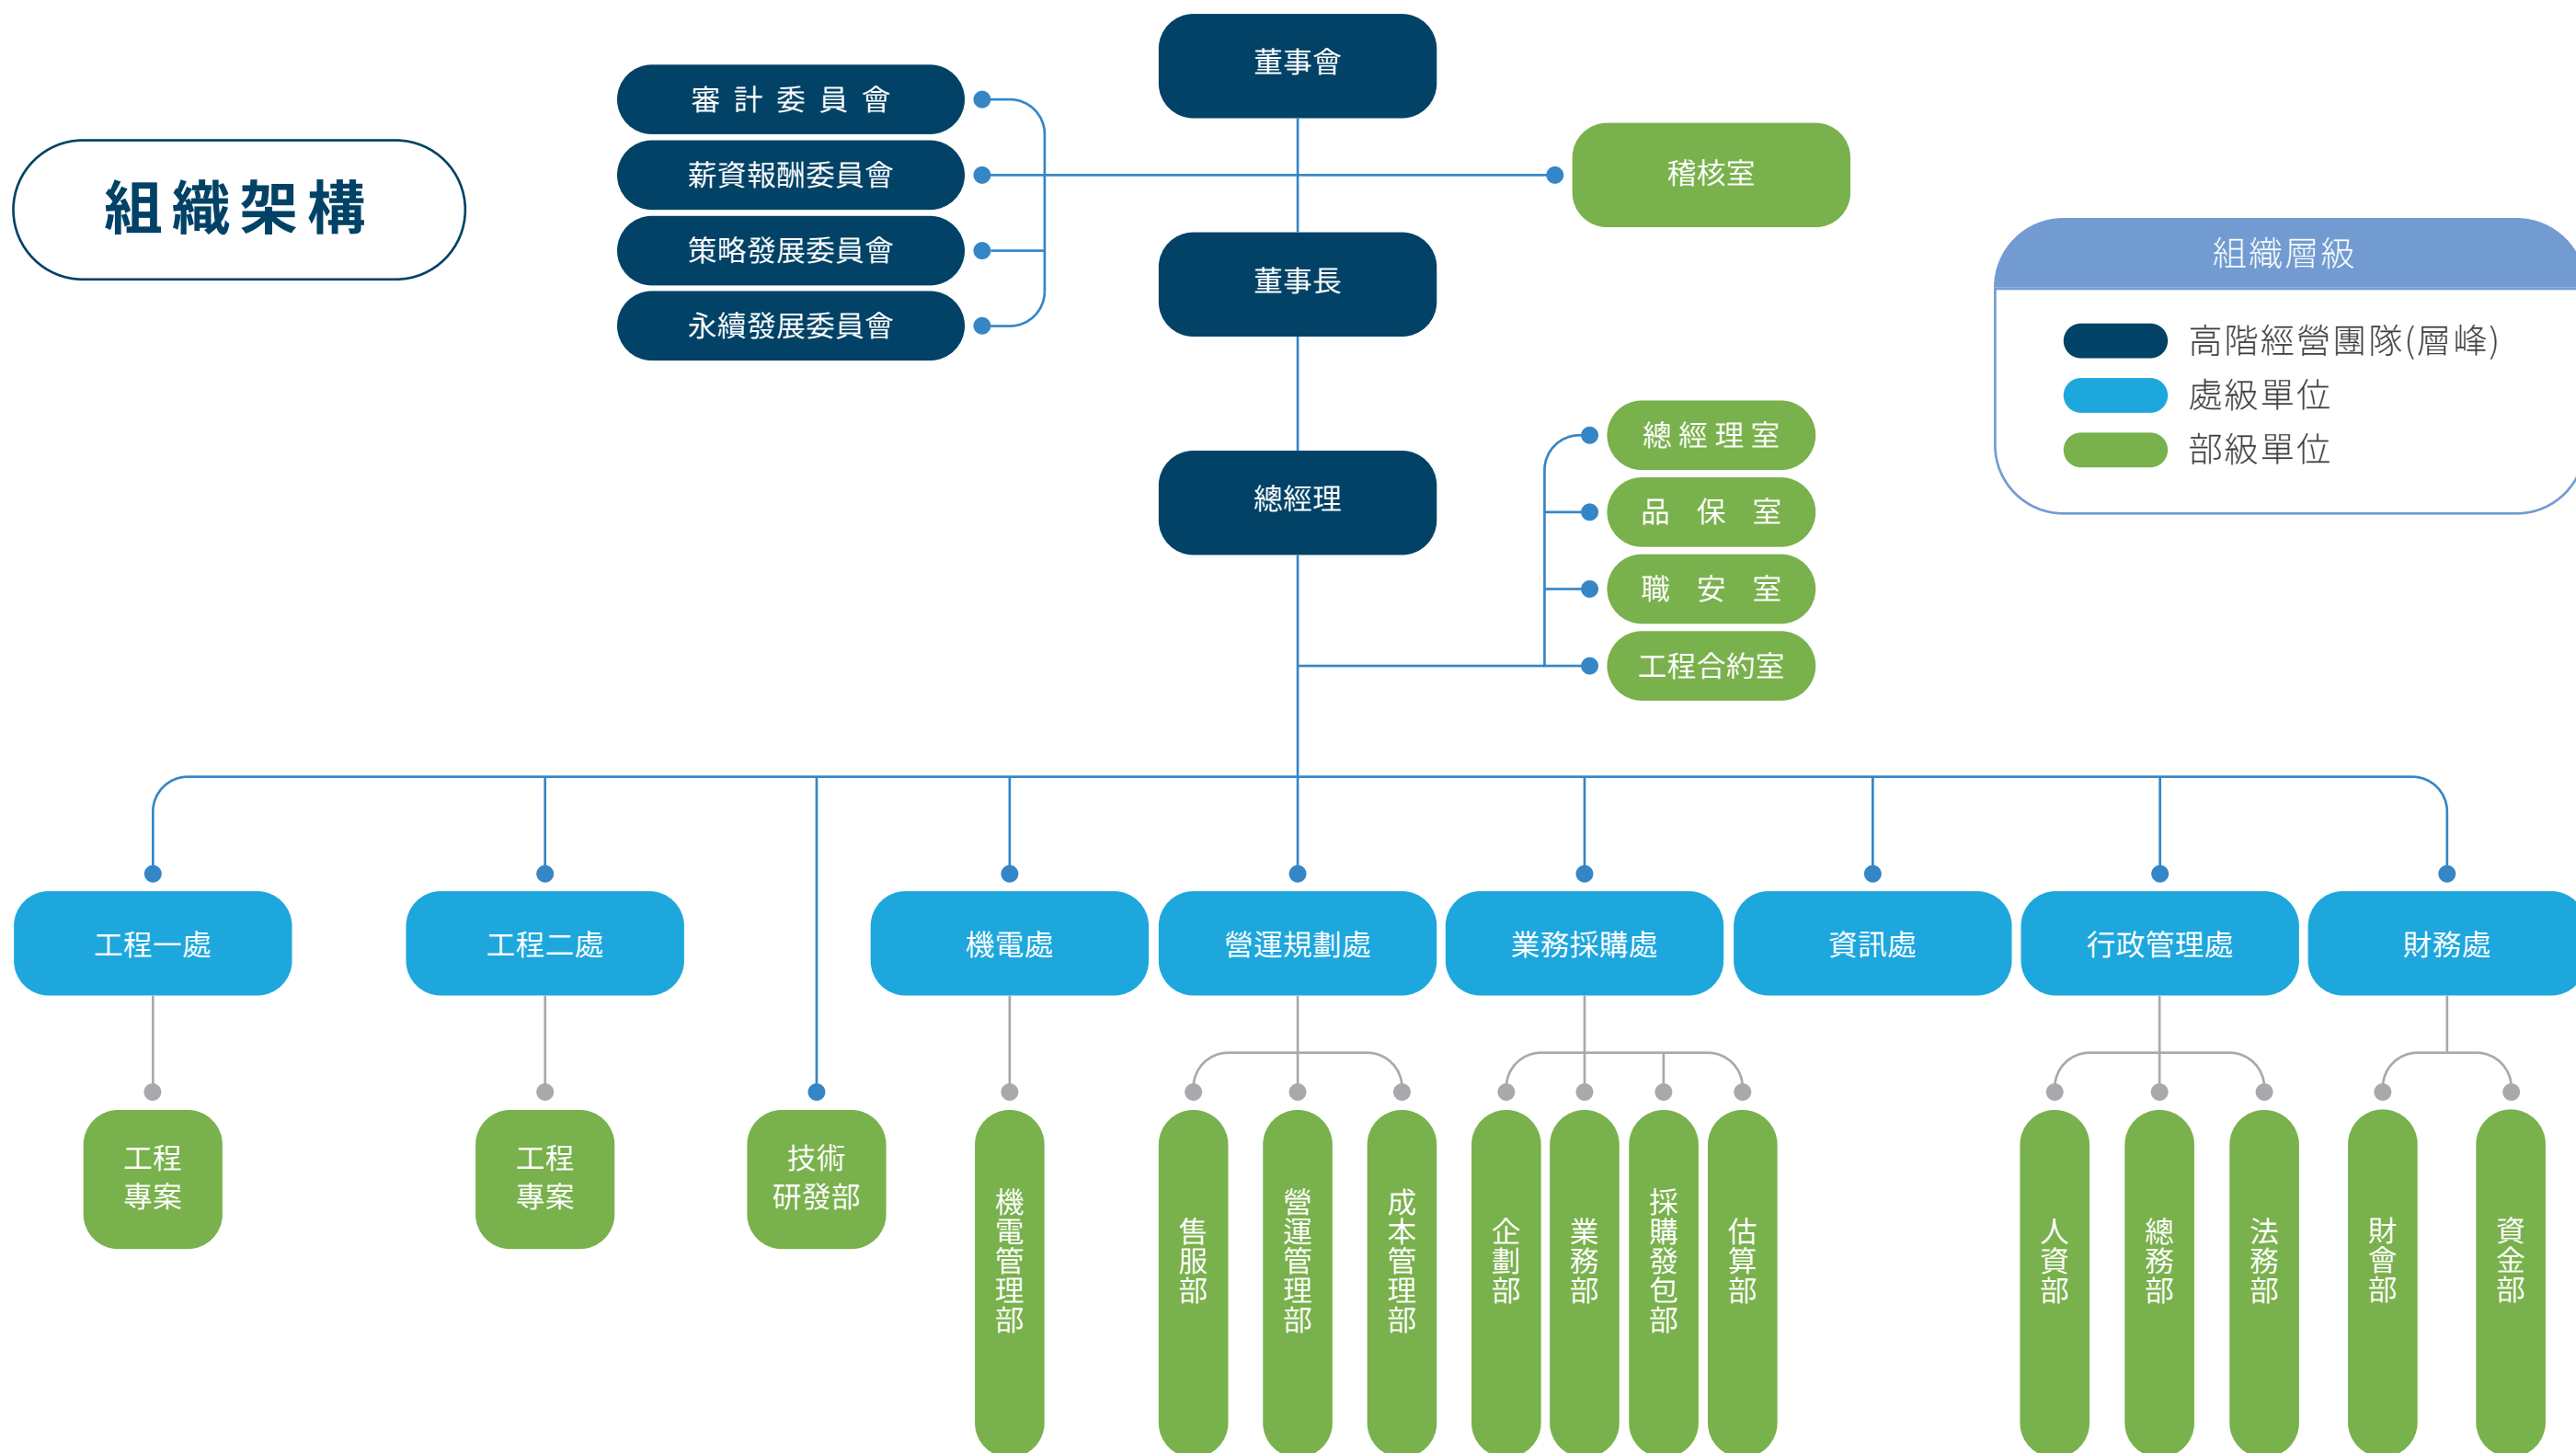 組織架構
董事會
審計委員會
薪資報酬委員會
策略發展委員會
永續發展委員會
稽核室
董事長
總經理
總經理室
品保室
職安室
工程合約室
組織層級
高階經營團隊(層峰)
處級單位
部級單位
工程一處
工程二處
機電處
營運規劃處
業務採購處
資訊處
行政管理處
財務處
工程
專案
工程
專案
技術
研發部
機電管理部
售服部
營運管理部
成本管理部
企劃部
業務部
採購發包部
估算部
人資部
總務部
法務部
財會部
資金部